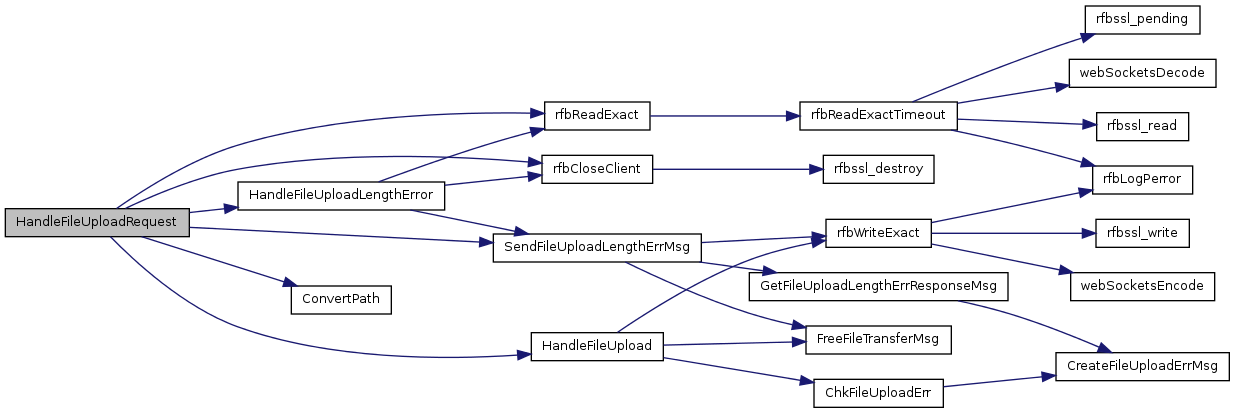 HandleFileUploadRequest
HandleFileUploadLengthError
ConvertPath
rfbReadExact
rfbCloseClient
SendFileUploadLengthErrMsg
HandleFileUpload
rfbReadExactTimeout
rfbssl_destroy
rfbWriteExact
GetFileUploadLengthErrResponseMsg
FreeFileTransferMsg
ChkFileUploadErr
rfbssl_pending
webSocketsDecode
rfbssl_read
rfbLogPerror
rfbssl_write
webSocketsEncode
CreateFileUploadErrMsg